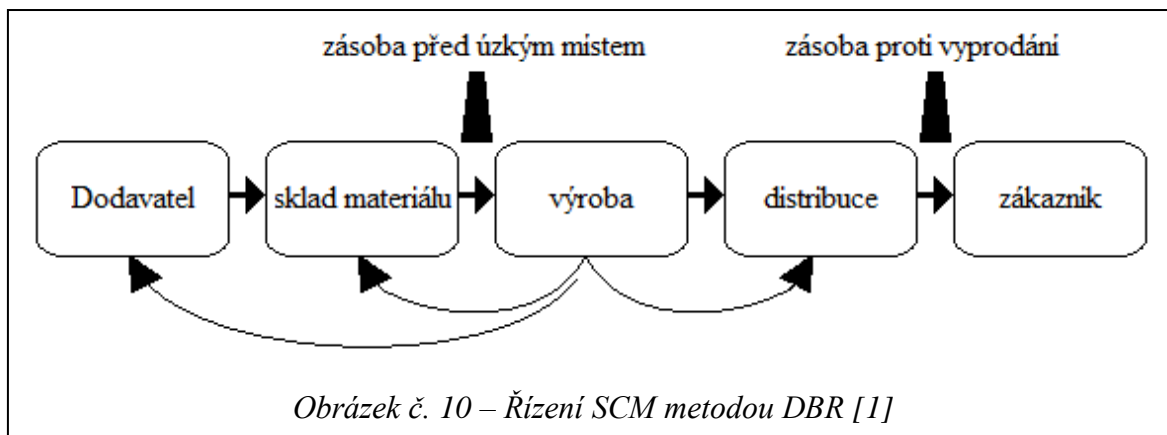 zásoba před úzkým místem
zásoba proti vyprodání
Dodavatel
sklad materiálu
výroba
distribuce
zákazník
Obrázek č. 10 – Řízení SCM metodou DBR [1]